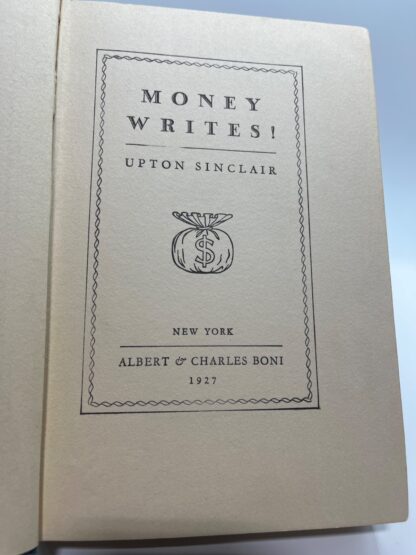 MONEY
WRITES!
UPTON SINCLAIR
$
NEW YORK
ALBERT & CHARLES BONI
1927